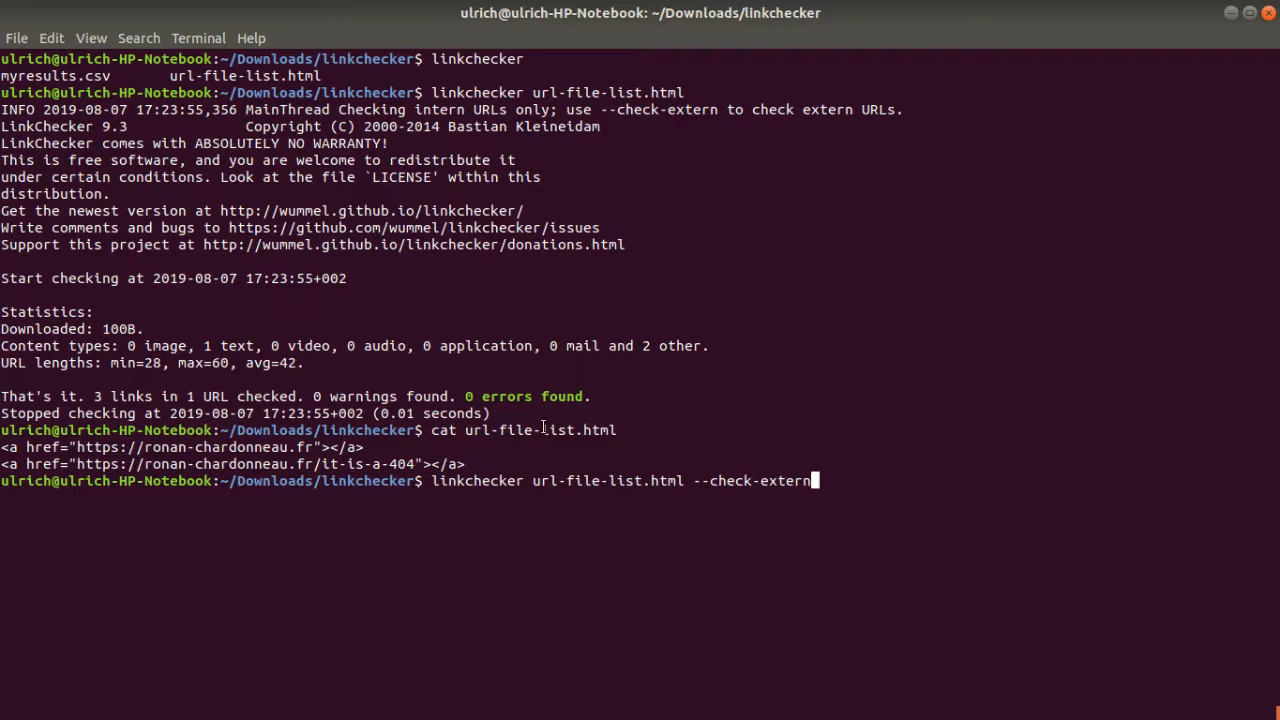 ulrich@ulrich-HP-Notebook: ~/Downloads/linkchecker
File Edit View Search Terminal Help
ulrich@ulrich-HP-Notebook:~/Downloads/linkchecker$ linkchecker
myresults.csv url-file-list.html
ulrich@ulrich-HP-Notebook:~/Downloads/linkchecker$ linkchecker url-file-list.html
INFO 2019-08-07 17:23:55,356 MainThread Checking intern URLs only; use --check-extern to check extern URLs.
LinkChecker 9.3 Copyright (C) 2000-2014 Bastian Kleineidam
LinkChecker comes with ABSOLUTELY NO WARRANTY!
This is free software, and you are welcome to redistribute it
under certain conditions. Look at the file `LICENSE' within this
distribution.
Get the newest version at http://wummel.github.io/linkchecker/
Write comments and bugs to https://github.com/wummel/linkchecker/issues
Support this project at http://wummel.github.io/linkchecker/donations.html
Start checking at 2019-08-07 17:23:55+002
Statistics:
Downloaded: 100B.
Content types: 0 image, 1 text, 0 video, 0 audio, 0 application, 0 mail and 2 other.
URL lengths: min=28, max=60, avg=42.
That's it. 3 links in 1 URL checked. 0 warnings found. 0 errors found.
Stopped checking at 2019-08-07 17:23:55+002 (0.01 seconds)
ulrich@ulrich-HP-Notebook:~/Downloads/linkchecker$ cat url-file-list.html
<a href="https://ronan-chardonneau.fr"></a>
<a href="https://ronan-chardonneau.fr/it-is-a-404"></a>
ulrich@ulrich-HP-Notebook:~/Downloads/linkchecker$ linkchecker url-file-list.html --check-extern